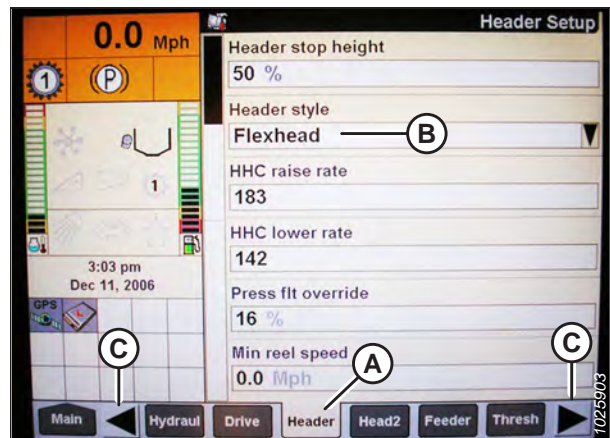 0.0 Mph
Header Setup
1
(P)
Header stop height
50 %
Header style
Flexhead
B
HHC raise rate
183
1
HHC lower rate
142
3:03 pm
Dec 11, 2006
GPS
L
Press flt override
16 %
Min reel speed
0.0 Mph
A
C
C
Main
Hydraul
Drive
Header
Head2
Feeder
Thresh
1025903